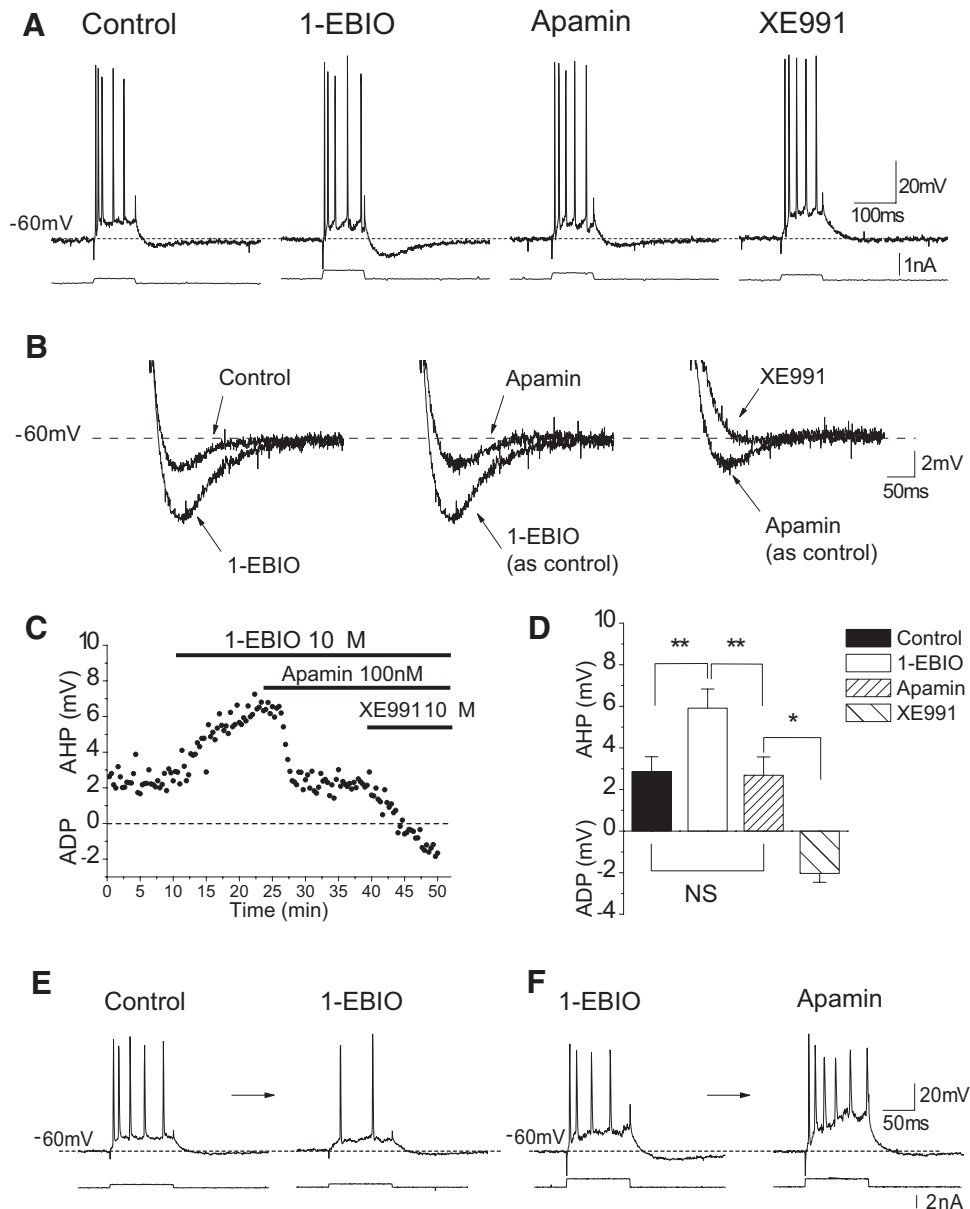 A
Control
1-EBIO
Apamin
XE991
-60mV
20mV
100ms
1nA
B
Control
Apamin
XE991
-60mV
2mV
50ms
1-EBIO
1-EBIO
(as control)
Apamin
(as control)
C
1-EBIO 10 M
Apamin 100nM
XE99110 M
AHP (mV)
ADP
10
8
6
4
2
0
-2
0 5 10 15 20 25 30 35 40 45 50
Time (min)
D
AHP (mV)
ADP (mV)
10
8
6
4
2
0
-2
-4
** **
*
NS
Control
1-EBIO
Apamin
XE991
E
Control
1-EBIO
-60mV
F
1-EBIO
Apamin
-60mV
20mV
50ms
2nA